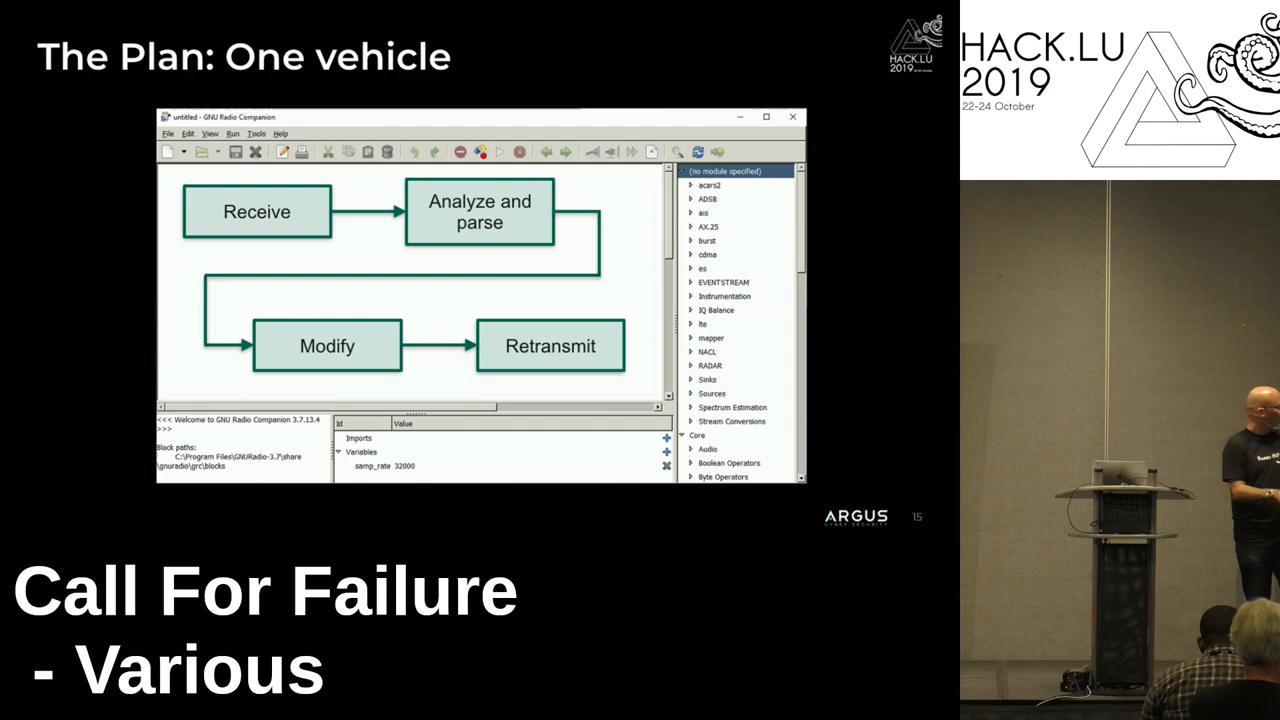 The Plan: One vehicle
HACK.LU
2019
untitled - GNU Radio Companion
File Edit View Run Tools Help
Receive
Analyze and
parse
Modify
Retransmit
(no module specified)
acars2
ADSB
ais
AX.25
burst
cdma
es
EVENTSTREAM
Instrumentation
IQ Balance
lte
mapper
NACL
RADAR
Sinks
Sources
Spectrum Estimation
Stream Conversions
Core
Audio
Boolean Operators
Byte Operators
<<< Welcome to GNU Radio Companion 3.7.13.4
>>>
Block paths:
C:\Program Files\GNURadio-3.7\share
\gnuradio\grc\blocks
Id Value
Imports
Variables
samp_rate 32000
ARGUS
CYBER SECURITY
15
HACK.LU
2019
22-24 October
Call For Failure
- Various